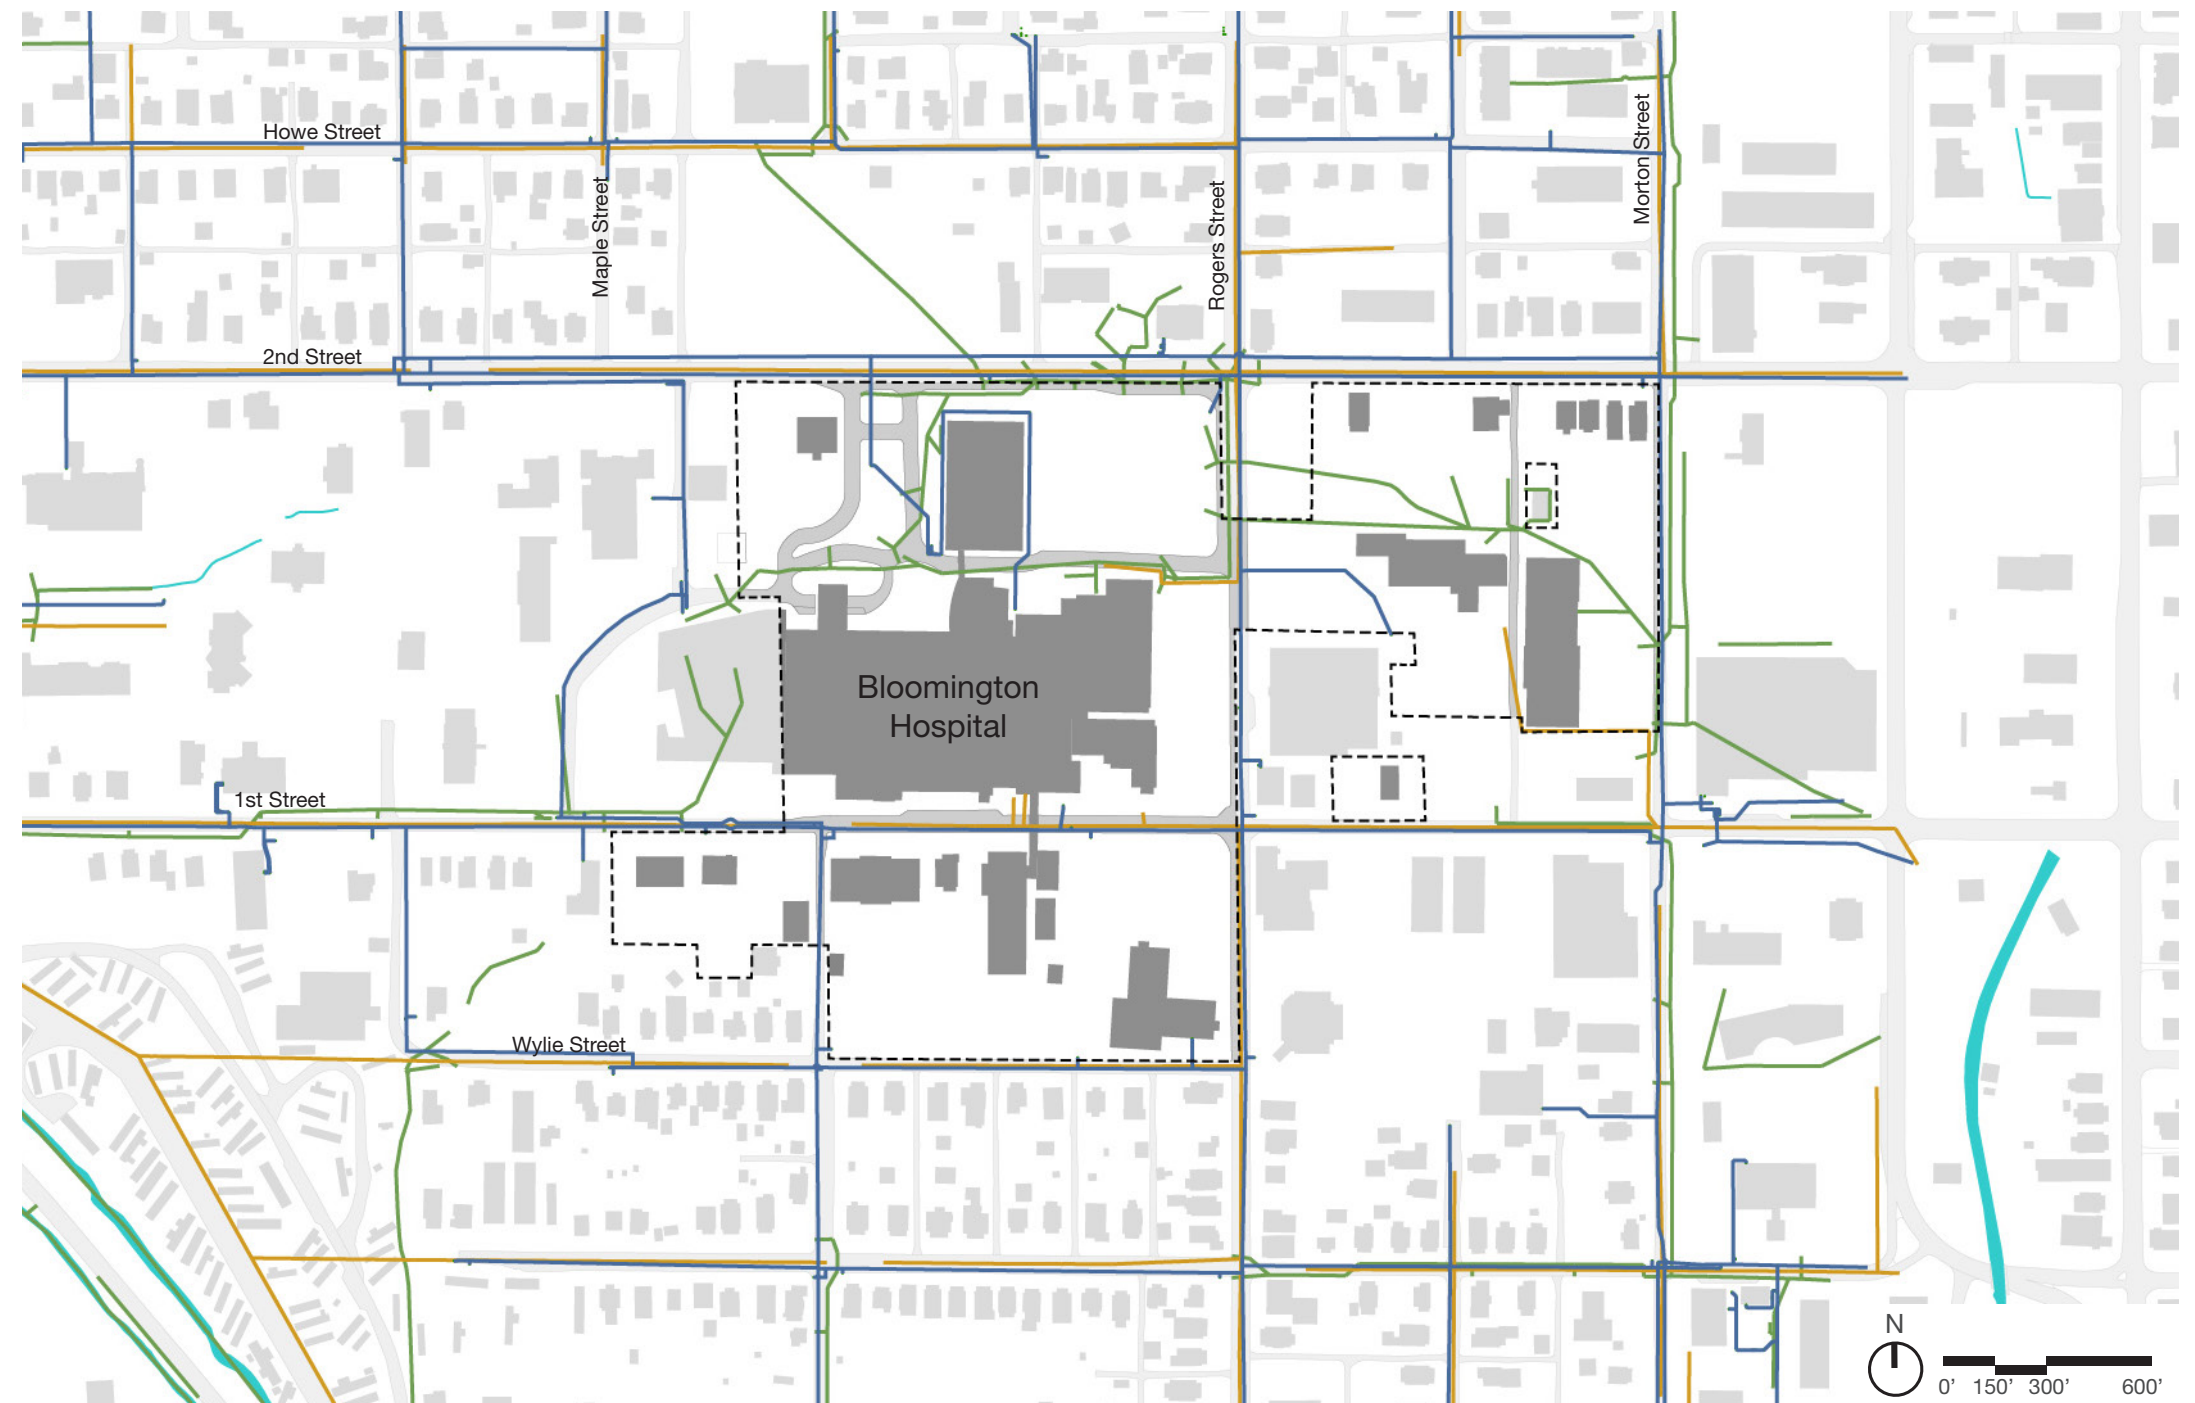 Howe Street
Maple Street
Rogers Street
Morton Street
2nd Street
Bloomington
Hospital
1st Street
Wylie Street
N
0' 150' 300' 600'